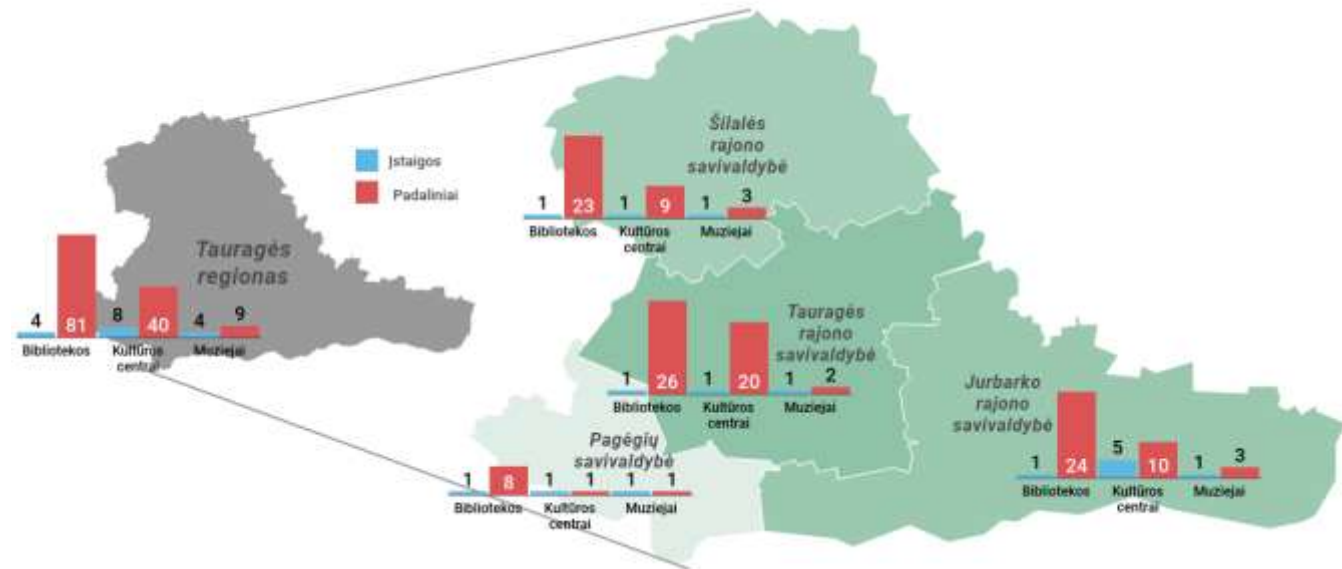 Šilalės
rajono
savivaldybė
Įstaigos
Padaliniai
1 23 1 9 1 3
Bibliotekos Kultūros centrai Muziejai
Tauragės
regionas
4 81 8 40 4 9
Bibliotekos Kultūros centrai Muziejai
Tauragės
rajono
savivaldybė
1 26 1 20 1 2
Bibliotekos Kultūros centrai Muziejai
Jurbarko
rajono
savivaldybė
1 24 5 10 1 3
Bibliotekos Kultūros centrai Muziejai
Pagėgių
savivaldybė
1 8 1 1 1 1
Bibliotekos Kultūros centrai Muziejai